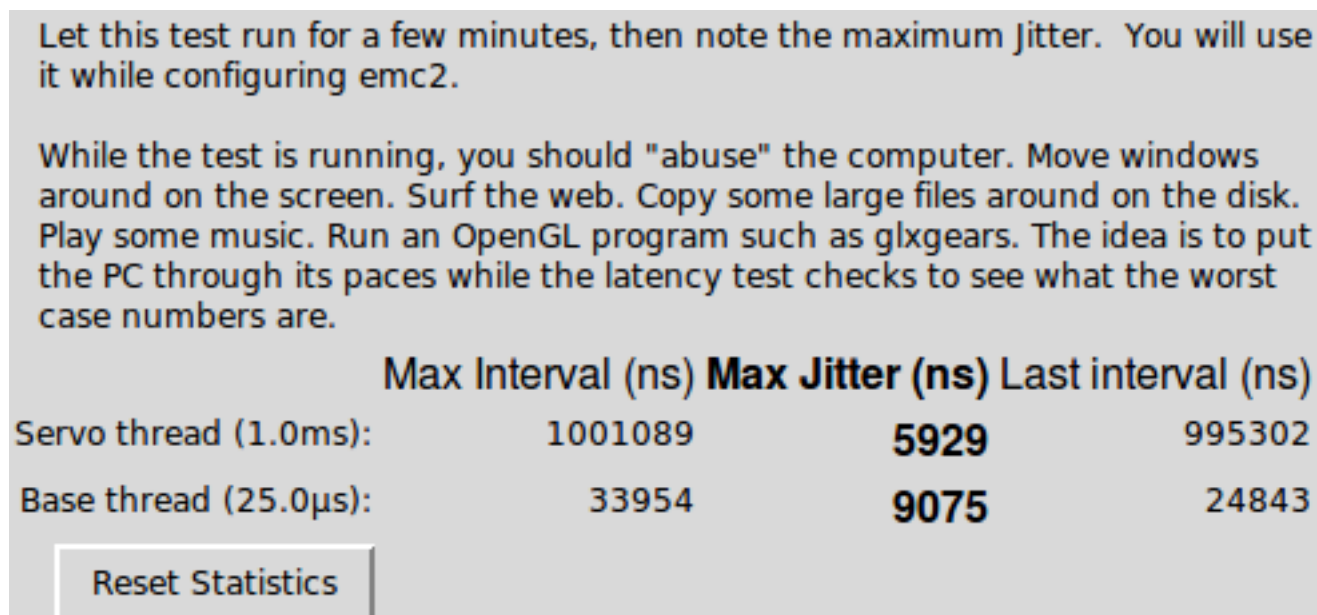 Let this test run for a few minutes, then note the maximum Jitter.  You will use
it while configuring emc2.
While the test is running, you should "abuse" the computer. Move windows
around on the screen. Surf the web. Copy some large files around on the disk.
Play some music. Run an OpenGL program such as glxgears. The idea is to put
the PC through its paces while the latency test checks to see what the worst
case numbers are.
Max Interval (ns) Max Jitter (ns) Last interval (ns)
Servo thread (1.0ms): 1001089 5929 995302
Base thread (25.0µs): 33954 9075 24843
Reset Statistics